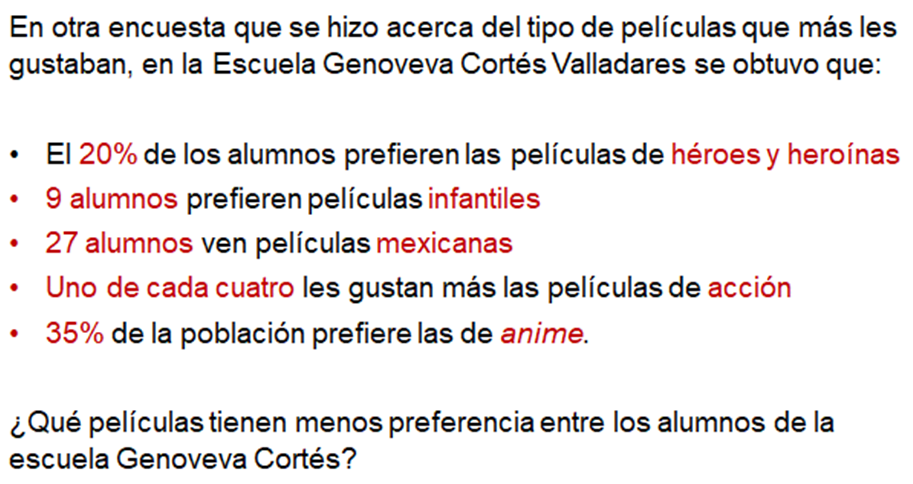 En otra encuesta que se hizo acerca del tipo de películas que más les
gustaban, en la Escuela Genoveva Cortés Valladares se obtuvo que:
• El 20% de los alumnos prefieren las películas de héroes y heroínas
• 9 alumnos prefieren películas infantiles
• 27 alumnos ven películas mexicanas
• Uno de cada cuatro les gustan más las películas de acción
• 35% de la población prefiere las de anime.
¿Qué películas tienen menos preferencia entre los alumnos de la
escuela Genoveva Cortés?